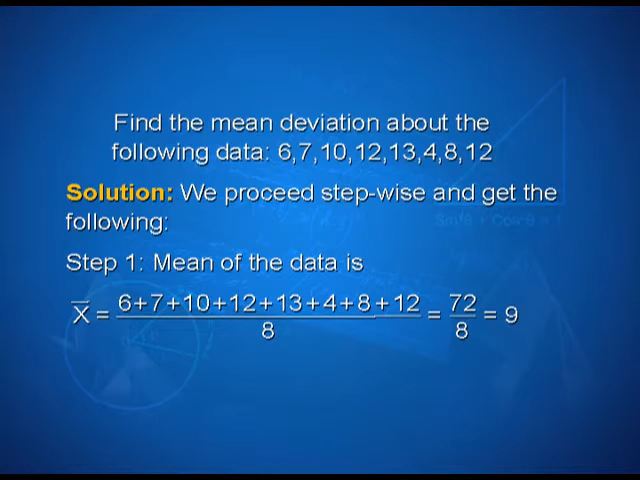 Find the mean deviation about the
following data: 6,7,10,12,13,4,8,12
Solution: We proceed step-wise and get the
following:
Step 1: Mean of the data is
X̄ = (6+7+10+12+13+4+8+12)/8 = 72/8 = 9